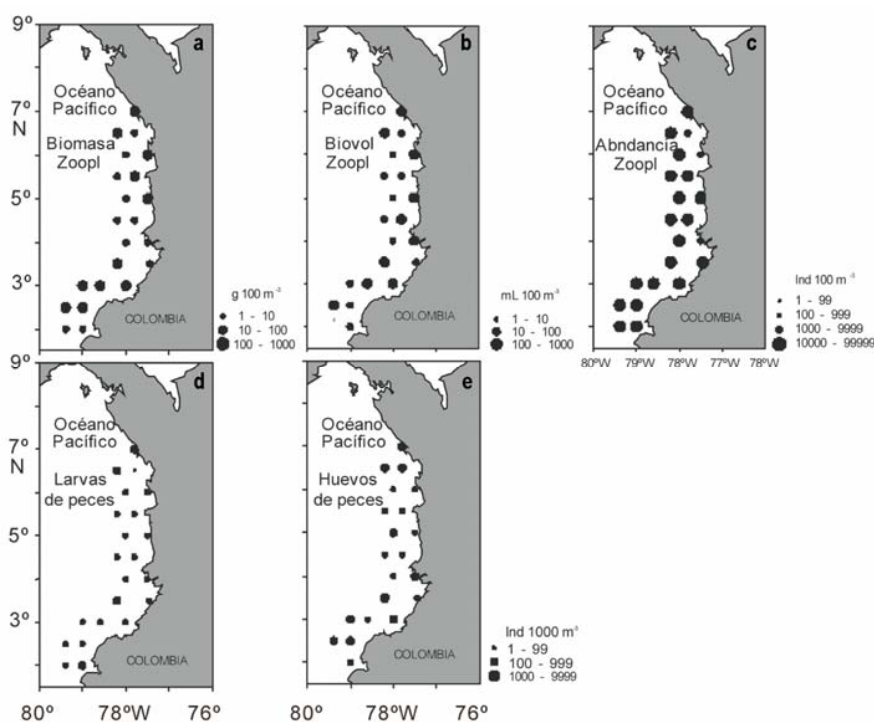 9º
a
Océano
Pacífico
7º
N
Biomasa
Zoopl
5º
3º
g 100 m⁻³
1 - 10
10 - 100
100 - 1000
COLOMBIA
b
Océano
Pacífico
Biovol
Zoopl
mL 100 m⁻³
1 - 10
10 - 100
100 - 1000
COLOMBIA
c
Océano
Pacífico
Abndancia
Zoopl
Ind 100 m⁻³
1 - 99
100 - 999
1000 - 9999
10000 - 99999
COLOMBIA
80ºW 79ºW 78ºW 77ºW 78ºW
9º
d
Océano
Pacífico
7º
N
Larvas
de peces
5º
3º
COLOMBIA
80º 78ºW 76º
e
Océano
Pacífico
Huevos
de peces
Ind 1000 m⁻³
1 - 99
100 - 999
1000 - 9999
COLOMBIA
80º 78ºW 76º